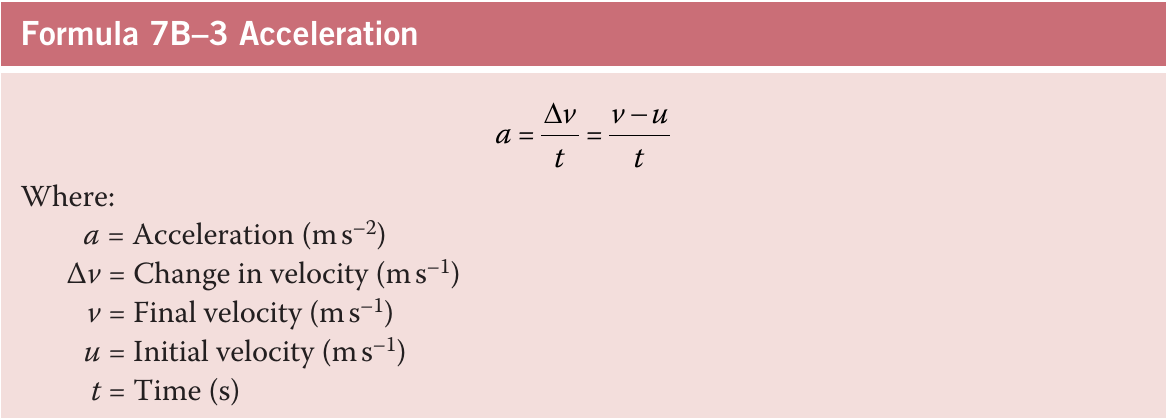 Formula 7B–3 Acceleration
a = Δv/t = v − u/t
Where:
a = Acceleration (m s⁻²)
Δv = Change in velocity (m s⁻¹)
v = Final velocity (m s⁻¹)
u = Initial velocity (m s⁻¹)
t = Time (s)